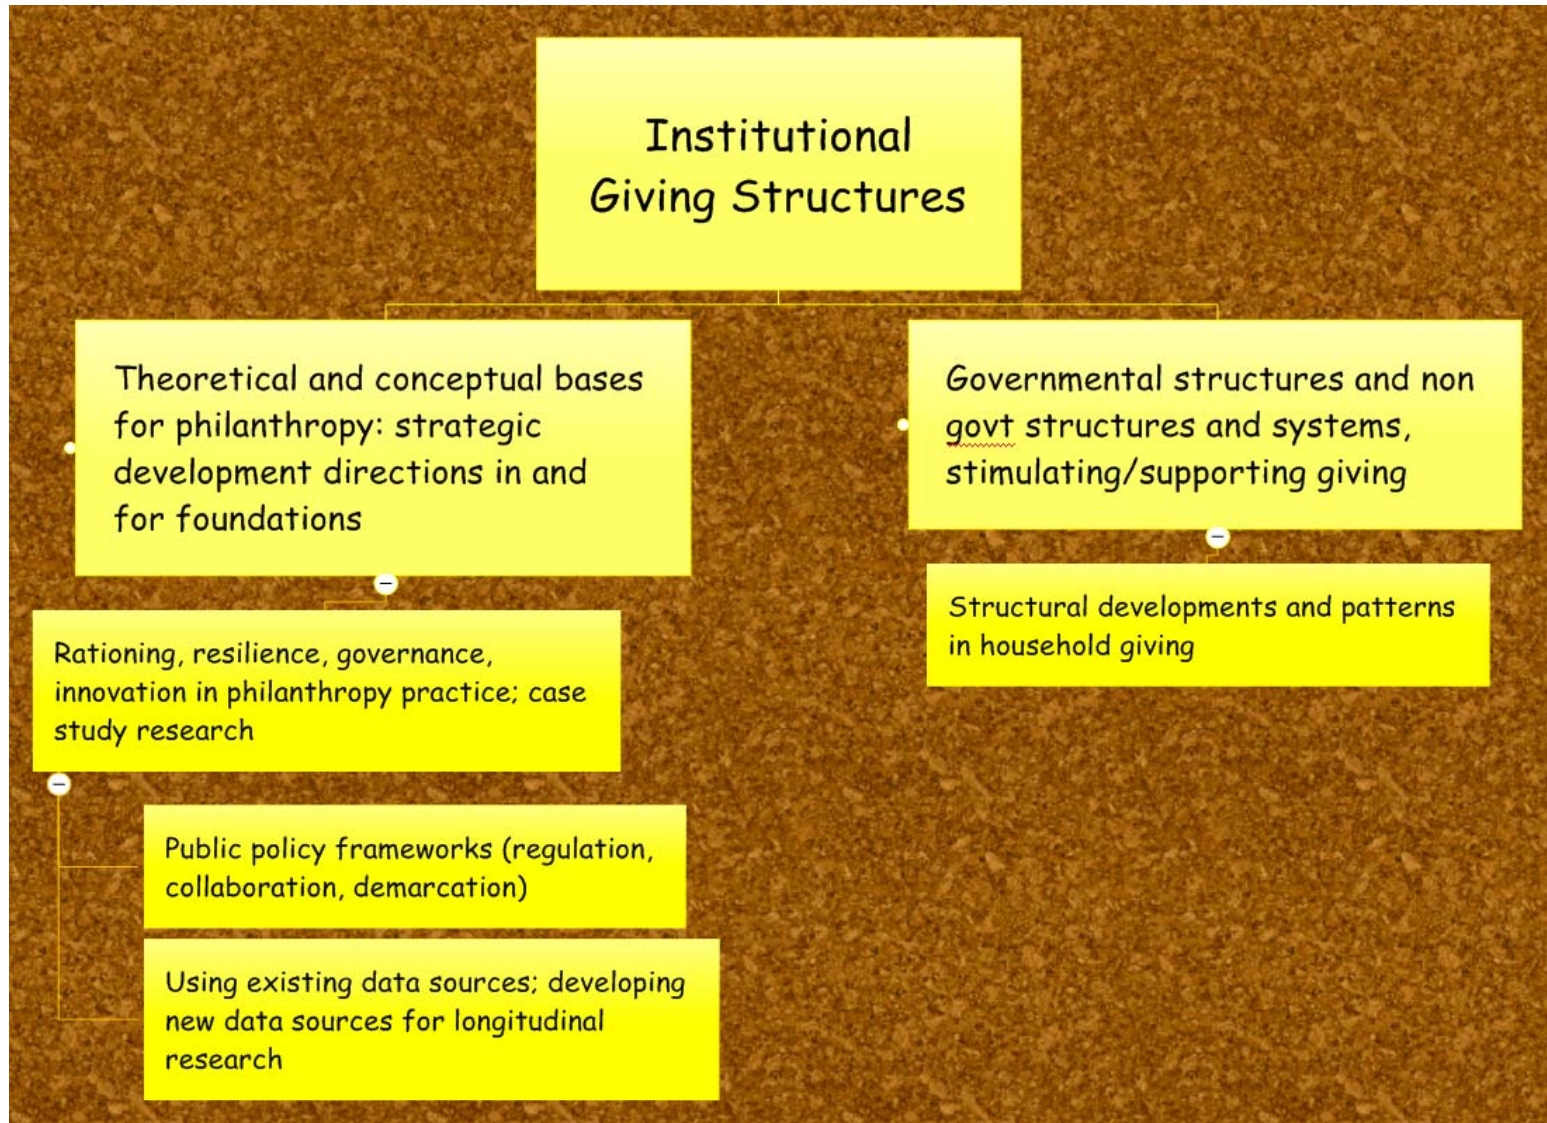 Institutional
Giving Structures
Theoretical and conceptual bases
for philanthropy: strategic
development directions in and
for foundations
Governmental structures and non
govt structures and systems,
stimulating/supporting giving
Rationing, resilience, governance,
innovation in philanthropy practice; case
study research
Structural developments and patterns
in household giving
Public policy frameworks (regulation,
collaboration, demarcation)
Using existing data sources; developing
new data sources for longitudinal
research